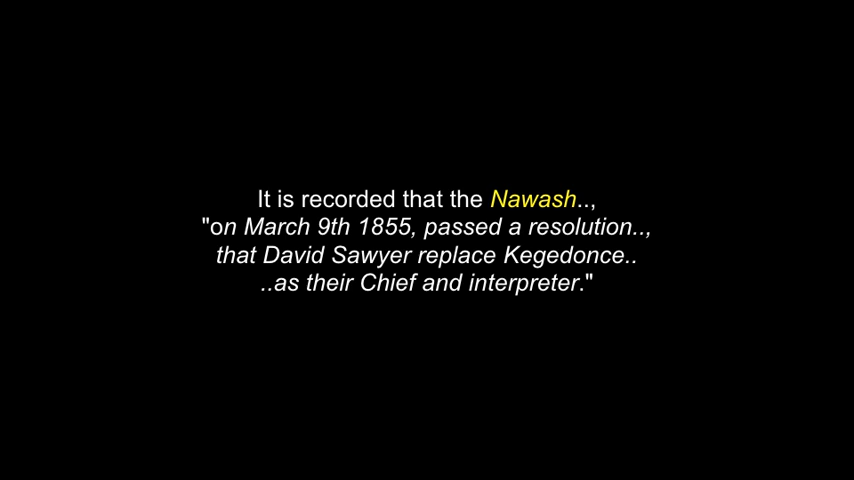 It is recorded that the Nawash..,
"on March 9th 1855, passed a resolution..,
that David Sawyer replace Kegedonce..
..as their Chief and interpreter."